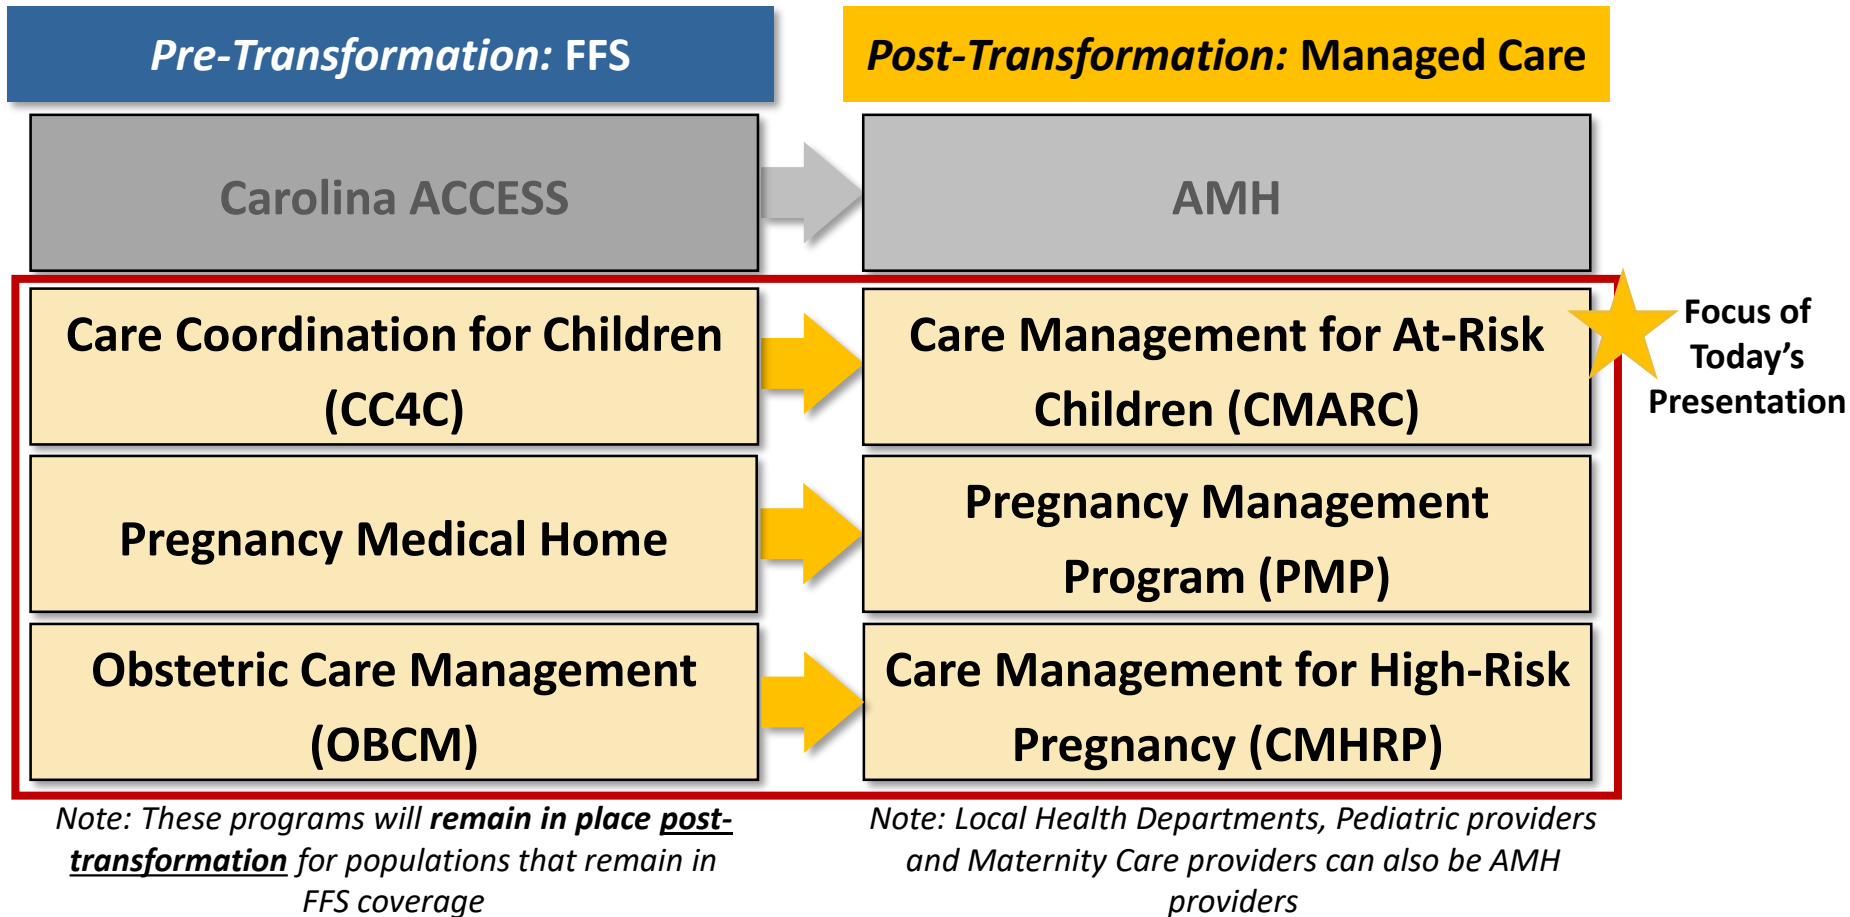 Pre-Transformation: FFS
Post-Transformation: Managed Care
Carolina ACCESS
AMH
Care Coordination for Children
(CC4C)
Care Management for At-Risk
Children (CMARC)
Focus of
Today’s
Presentation
Pregnancy Medical Home
Pregnancy Management
Program (PMP)
Obstetric Care Management
(OBCM)
Care Management for High-Risk
Pregnancy (CMHRP)
Note: These programs will remain in place post-
transformation for populations that remain in
FFS coverage
Note: Local Health Departments, Pediatric providers
and Maternity Care providers can also be AMH
providers